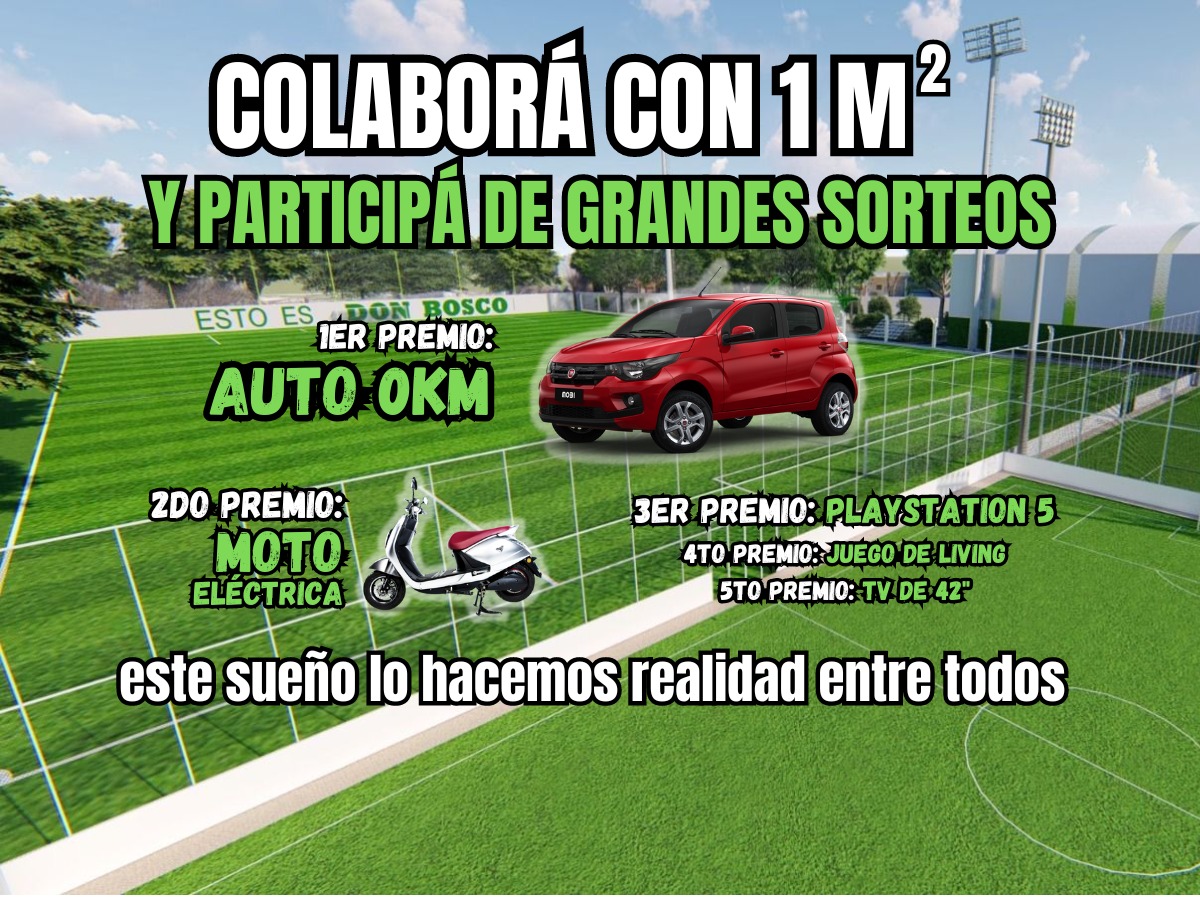 COLABORÁ CON 1 M²
Y PARTICIPÁ DE GRANDES SORTEOS
ESTO ES DON BOSCO
1ER PREMIO:
AUTO 0KM
MOBI
2DO PREMIO:
MOTO
ELÉCTRICA
3ER PREMIO: PLAYSTATION 5
4TO PREMIO: JUEGO DE LIVING
5TO PREMIO: TV DE 42"
este sueño lo hacemos realidad entre todos